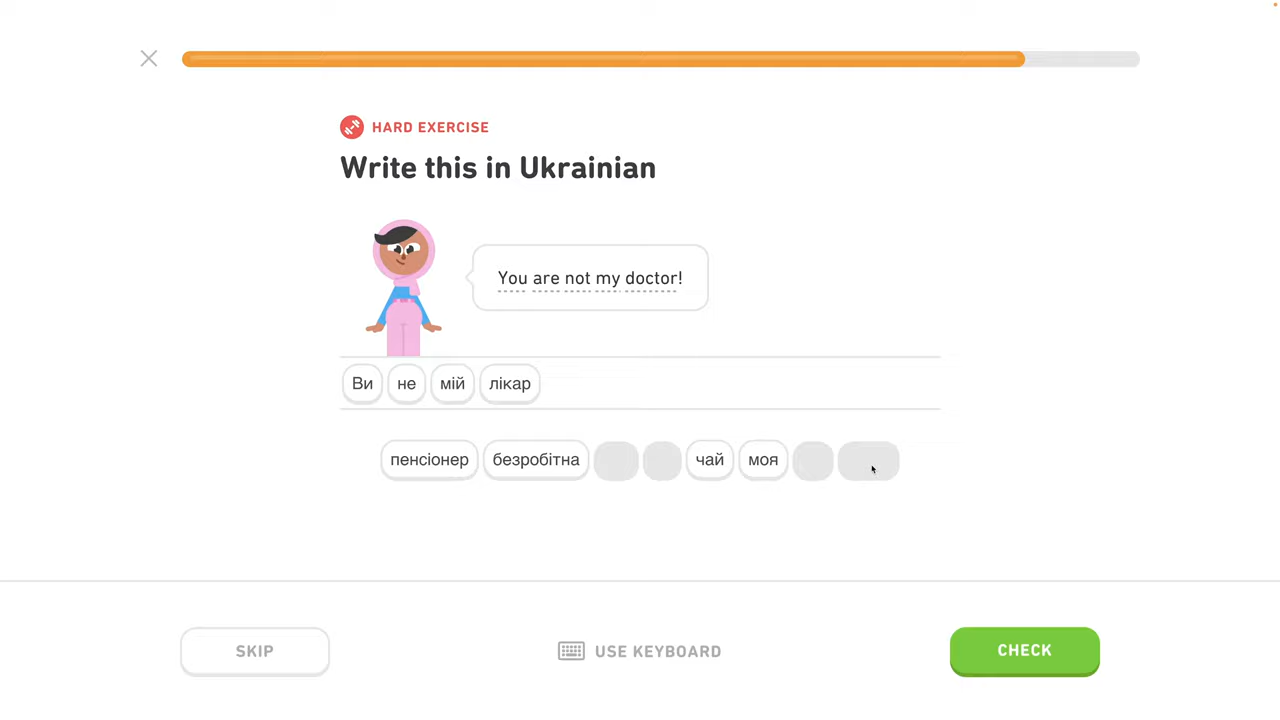 HARD EXERCISE
Write this in Ukrainian
You are not my doctor!
Ви не мій лікар
пенсіонер безробітна чай моя
SKIP USE KEYBOARD CHECK